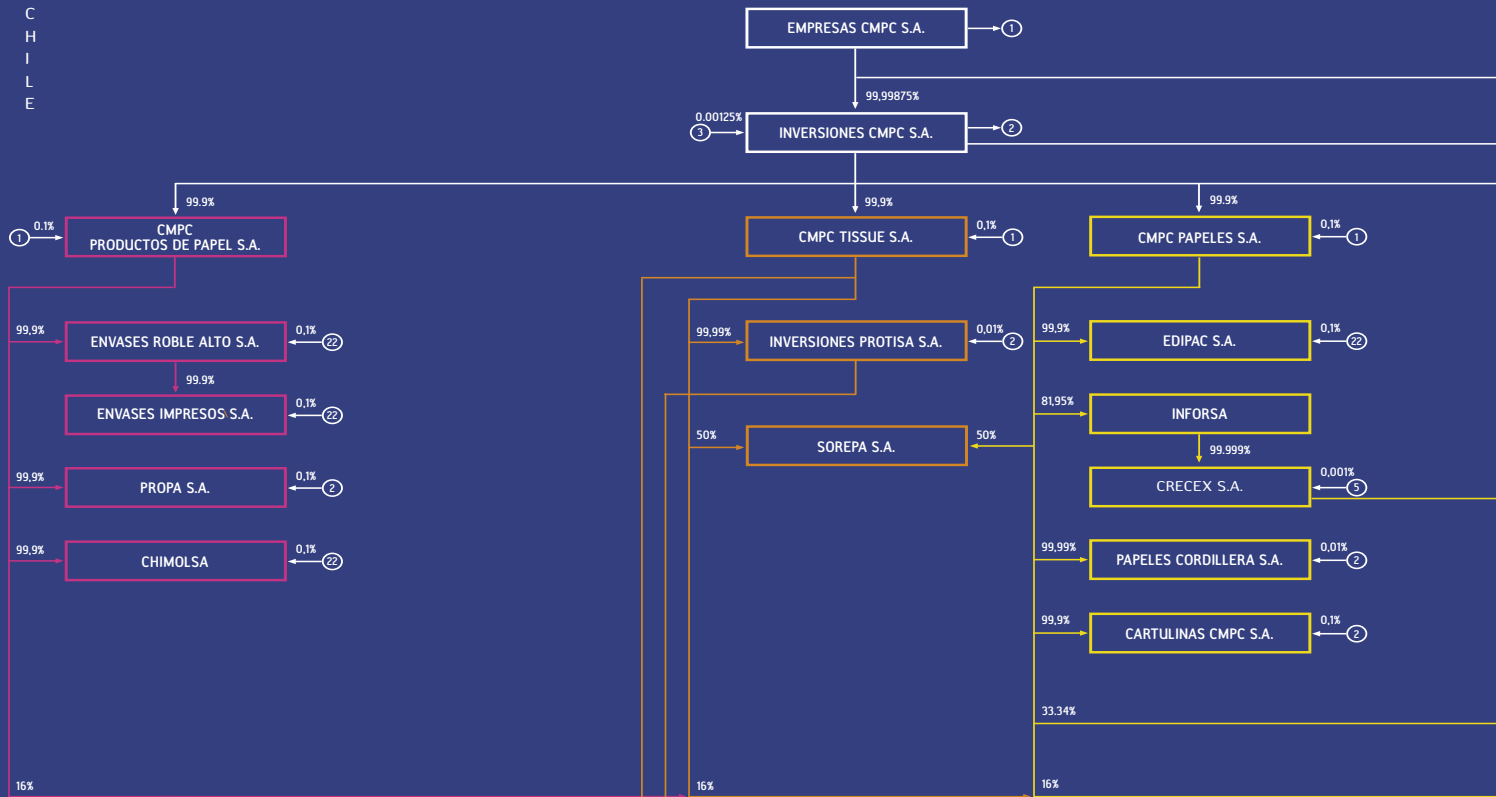 C
H
I
L
E
EMPRESAS CMPC S.A.
1
99,99875%
0.00125%
3
INVERSIONES CMPC S.A.
2
99.9%
99,9%
99.9%
1
0.1%
CMPC
PRODUCTOS DE PAPEL S.A.
CMPC TISSUE S.A.
0,1%
1
CMPC PAPELES S.A.
0,1%
1
99,9%
ENVASES ROBLE ALTO S.A.
0,1%
22
99,99%
INVERSIONES PROTISA S.A.
0,01%
2
99,9%
EDIPAC S.A.
0,1%
22
99.9%
ENVASES IMPRESOS\S.A.
0,1%
22
81,95%
INFORSA
50%
SOREPA S.A.
50%
99.999%
99,9%
PROPA S.A.
0,1%
2
CRECEX S.A.
0,001%
5
99,9%
CHIMOLSA
0,1%
22
99,99%
PAPELES CORDILLERA S.A.
0,01%
2
99,9%
CARTULINAS CMPC S.A.
0,1%
2
33.34%
16%
16%
16%